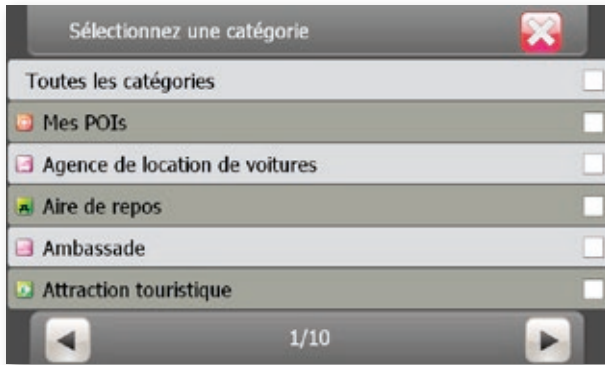 Sélectionnez une catégorie
Toutes les catégories
Mes POIs
Agence de location de voitures
Aire de repos
Ambassade
Attraction touristique
1/10